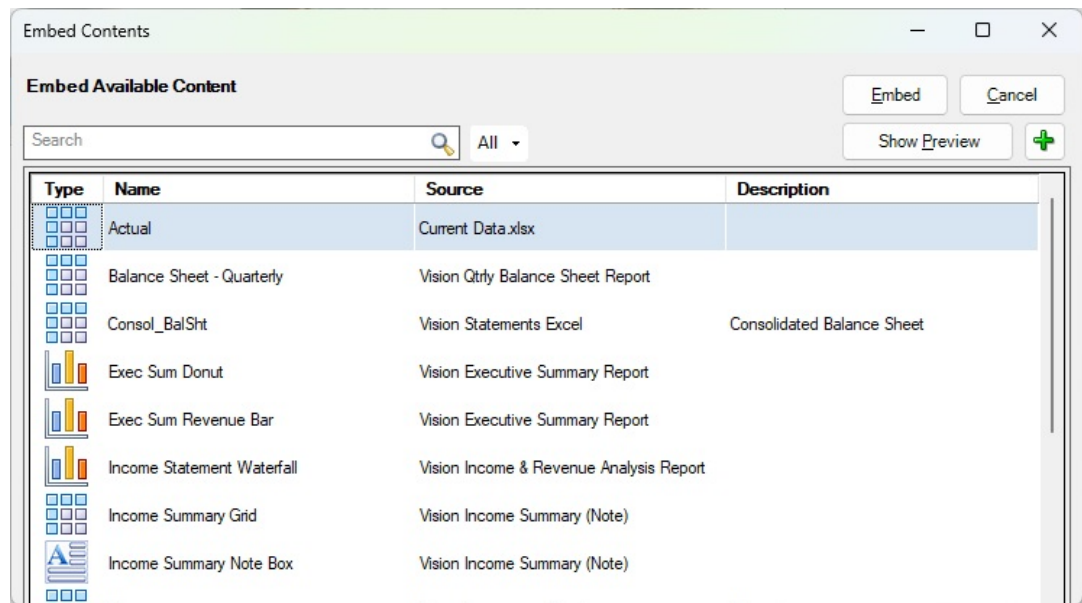 Embed Contents
Embed Available Content
Embed Cancel
Search All Show Preview
Type Name Source Description
Actual Current Data.xlsx
Balance Sheet - Quarterly Vision Qtrly Balance Sheet Report
Consol_BalSht Vision Statements Excel Consolidated Balance Sheet
Exec Sum Donut Vision Executive Summary Report
Exec Sum Revenue Bar Vision Executive Summary Report
Income Statement Waterfall Vision Income & Revenue Analysis Report
Income Summary Grid Vision Income Summary (Note)
Income Summary Note Box Vision Income Summary (Note)